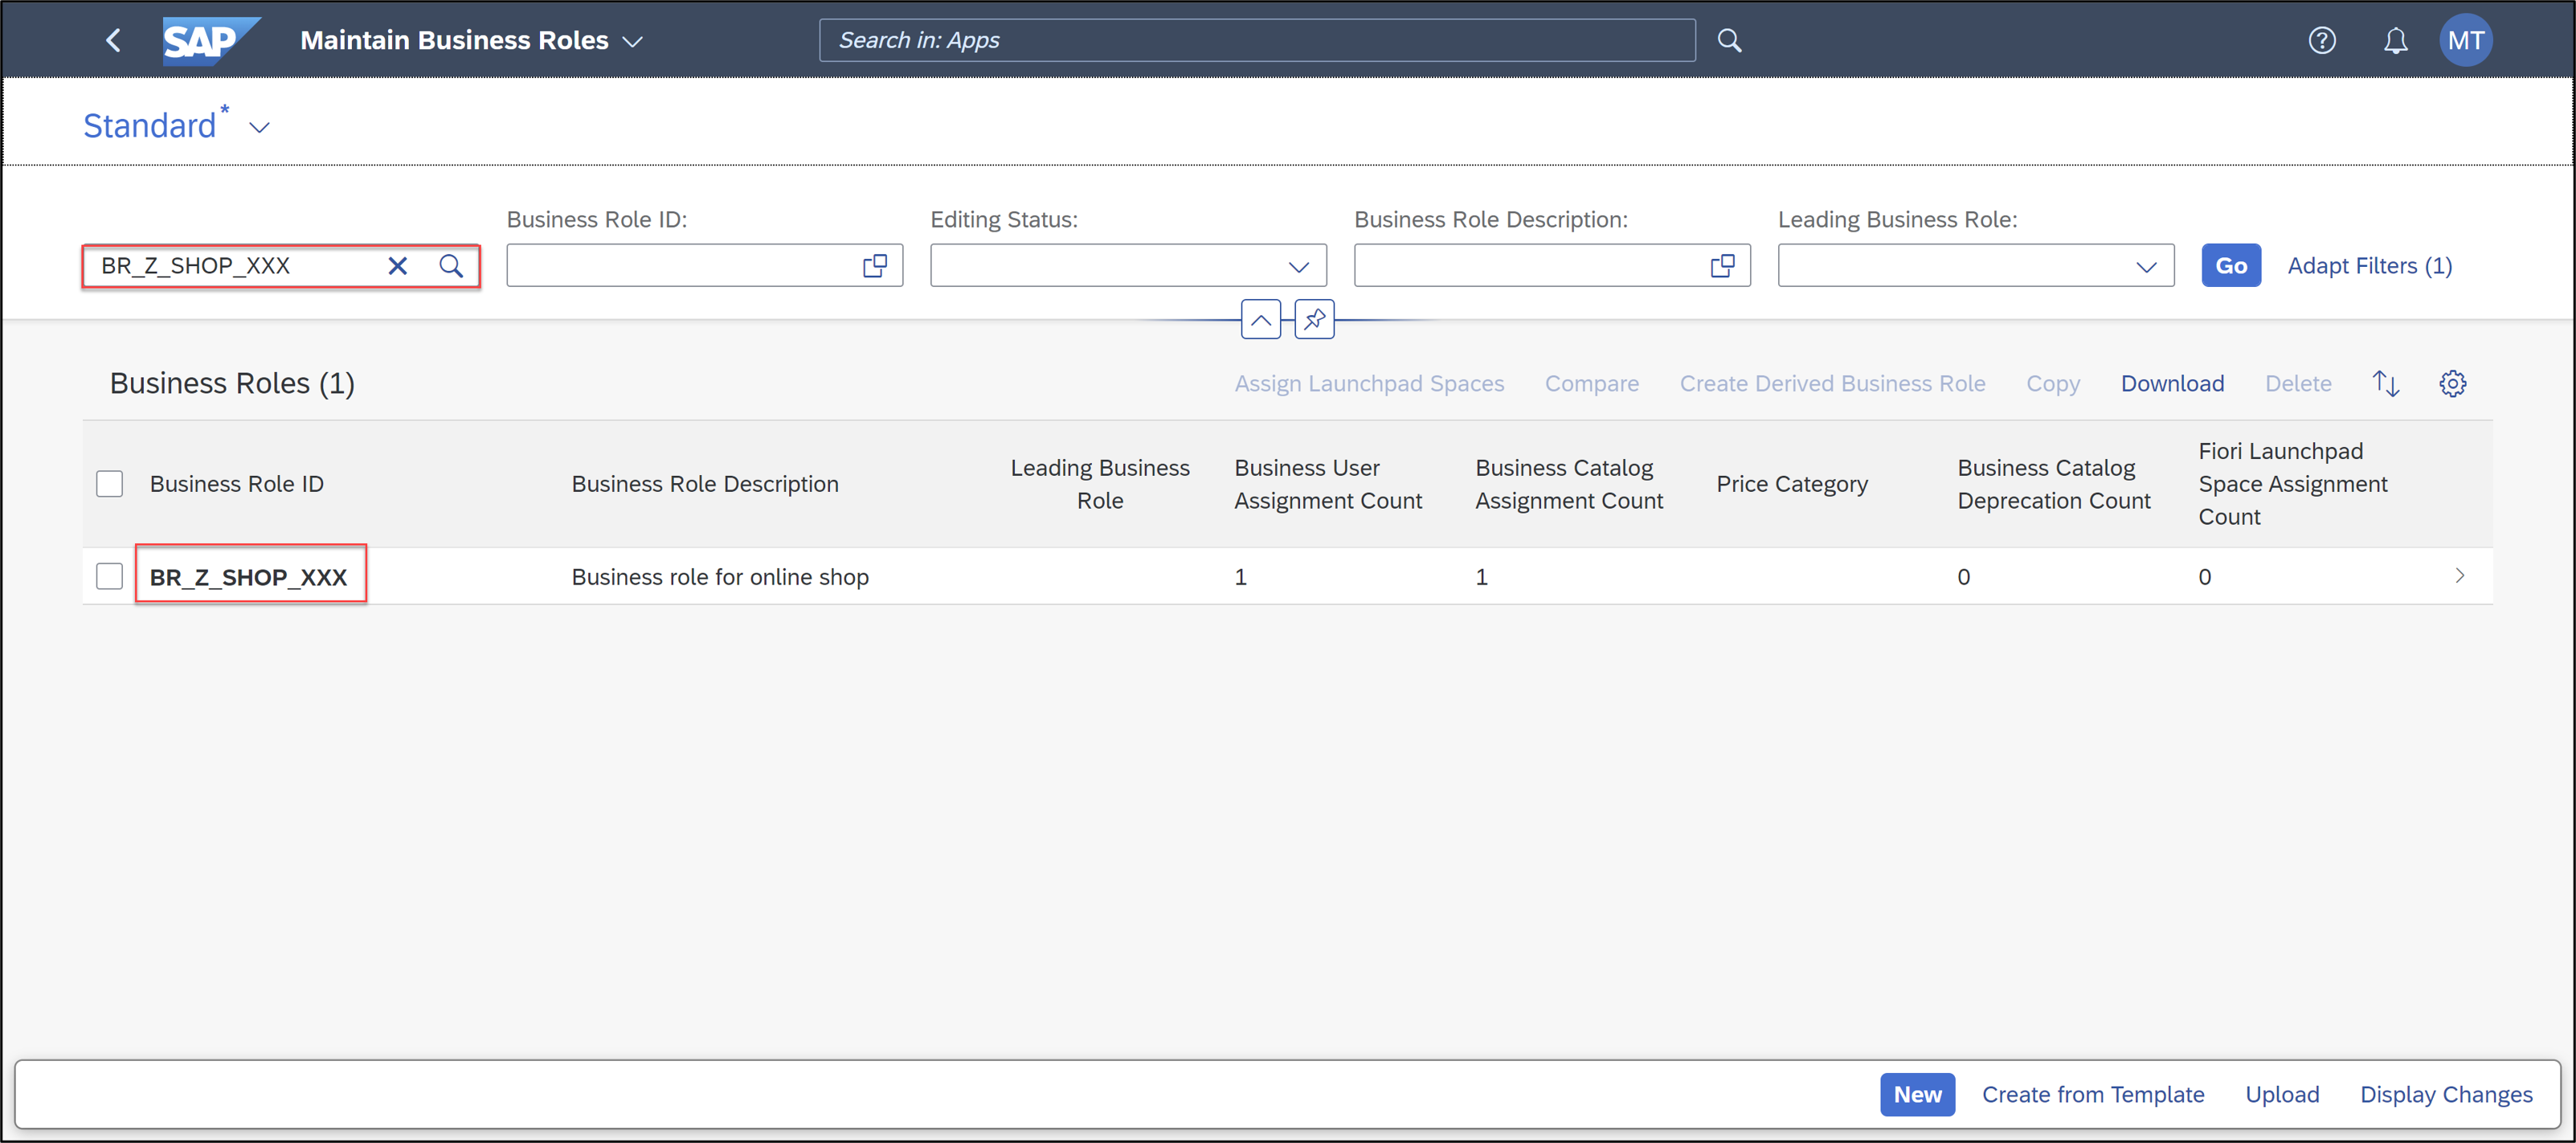 SAP Maintain Business Roles Search in: Apps ? MT
Standard *
Business Role ID: Editing Status: Business Role Description: Leading Business Role:
BR_Z_SHOP_XXX Go Adapt Filters (1)
Business Roles (1) Assign Launchpad Spaces Compare Create Derived Business Role Copy Download Delete
Business Role ID Business Role Description Leading Business Role Business User Assignment Count Business Catalog Assignment Count Price Category Business Catalog Deprecation Count Fiori Launchpad Space Assignment Count
BR_Z_SHOP_XXX Business role for online shop 1 1 0 0
New Create from Template Upload Display Changes